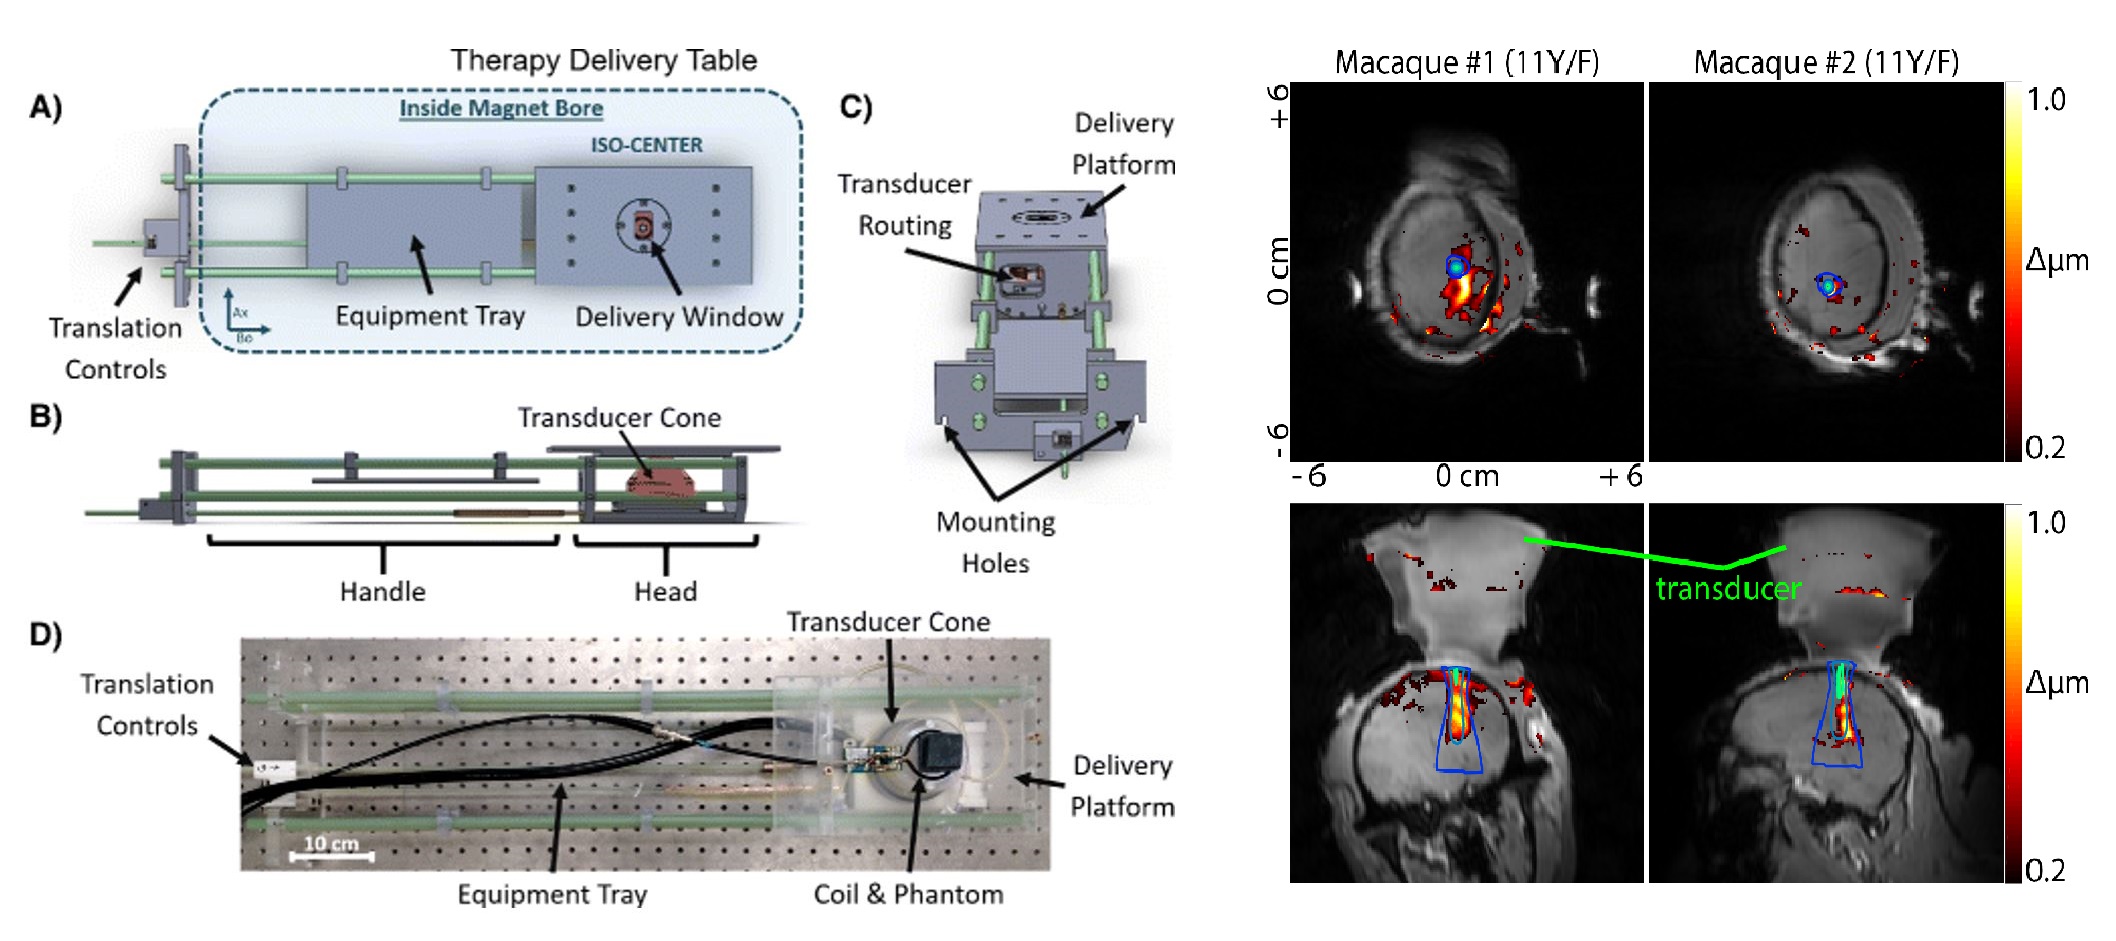 Therapy Delivery Table
A)
Inside Magnet Bore
ISO-CENTER
Ax
Bo
Translation
Controls
Equipment Tray
Delivery Window
B)
Transducer Cone
Handle
Head
C)
Delivery
Platform
Transducer
Routing
Mounting
Holes
D)
Transducer Cone
Translation
Controls
Delivery
Platform
10 cm
Equipment Tray
Coil & Phantom
Macaque #1 (11Y/F)
Macaque #2 (11Y/F)
+6
0 cm
-6
-6
0 cm
+6
1.0
Δµm
0.2
transducer
1.0
Δµm
0.2